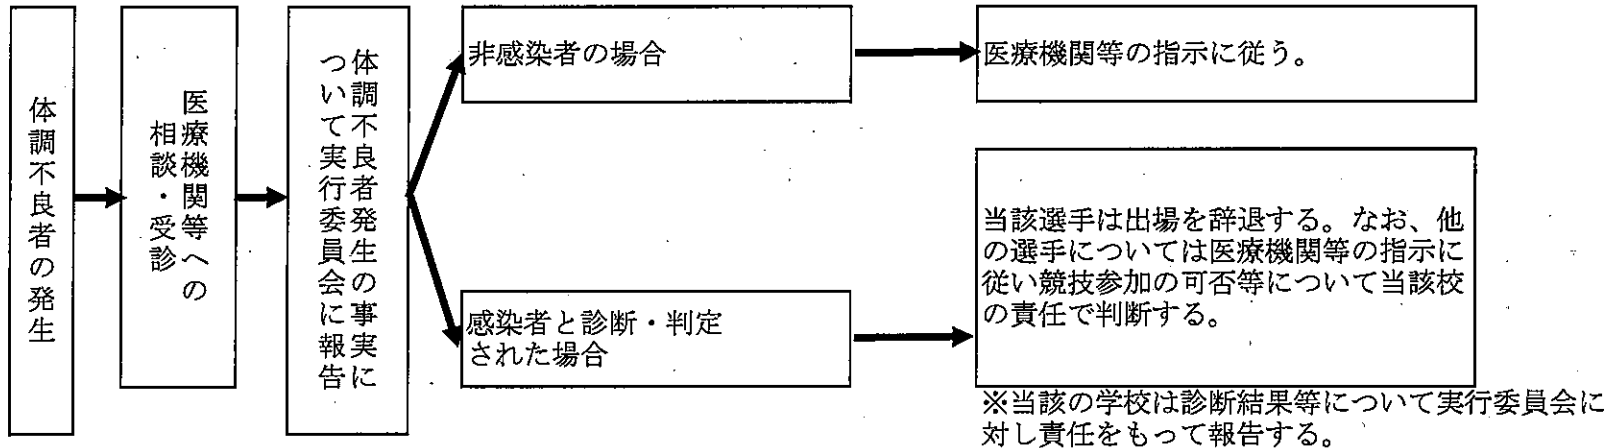 体調不良者の発生
医療機関等への
相談・受診
体調不良者発生の事実に
ついて実行委員会に報告
非感染者の場合
医療機関等の指示に従う。
感染者と診断・判定
された場合
当該選手は出場を辞退する。なお、他
の選手については医療機関等の指示に
従い競技参加の可否等について当該校
の責任で判断する。
※当該の学校は診断結果等について実行委員会に
対し責任をもって報告する。